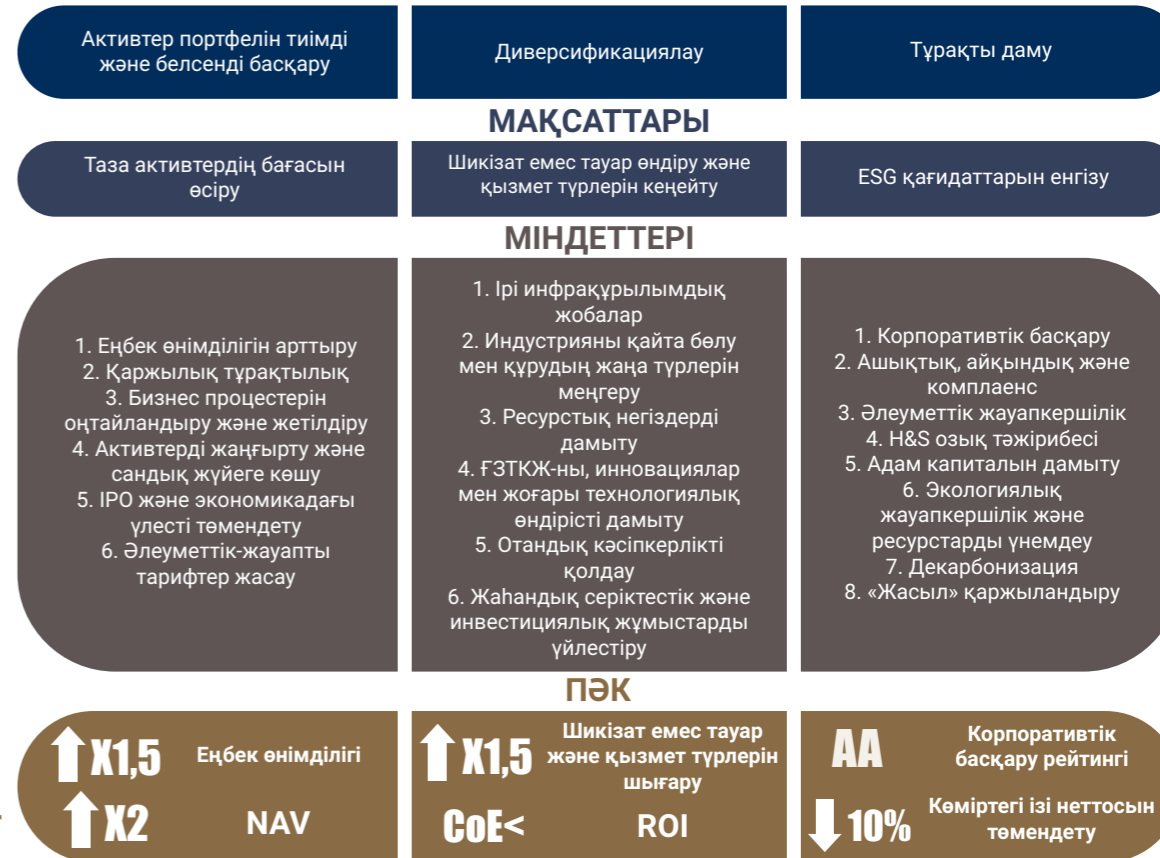 Активтер портфелін тиімді
және белсенді басқару
Диверсификациялау
Тұрақты даму
МАҚСАТТАРЫ
Таза активтердің бағасын
өсіру
Шикізат емес тауар өндіру және
қызмет түрлерін кеңейту
ESG қағидаттарын енгізу
МІНДЕТТЕРІ
1. Еңбек өнімділігін арттыру
2. Қаржылық тұрақтылық
3. Бизнес процестерін
оңтайландыру және жетілдіру
4. Активтерді жаңғырту және
сандық жүйеге көшу
5. IPO және экономикадағы
үлесті төмендету
6. Әлеуметтік-жауапты
тарифтер жасау
1. Ірі инфрақұрылымдық
жобалар
2. Индустрияны қайта бөлу
мен құрудың жаңа түрлерін
меңгеру
3. Ресурстық негіздерді
дамыту
4. ҒЗТКЖ-ны, инновациялар
мен жоғары технологиялық
өндірісті дамыту
5. Отандық кәсіпкерлікті
қолдау
6. Жаһандық серіктестік және
инвестициялық жұмыстарды
үйлестіру
1. Корпоративтік басқару
2. Ашықтық, айқындық және
комплаенс
3. Әлеуметтік жауапкершілік
4. H&S озық тәжірибесі
5. Адам капиталын дамыту
6. Экологиялық
жауапкершілік және
ресурстарды үнемдеу
7. Декарбонизация
8. «Жасыл» қаржыландыру
ПӘК
X1,5 Еңбек өнімділігі
X2 NAV
X1,5 Шикізат емес тауар
және қызмет түрлерін
шығару
CoE< ROI
AA Корпоративтік
басқару рейтингі
10% Көміртегі ізі неттосын
төмендету